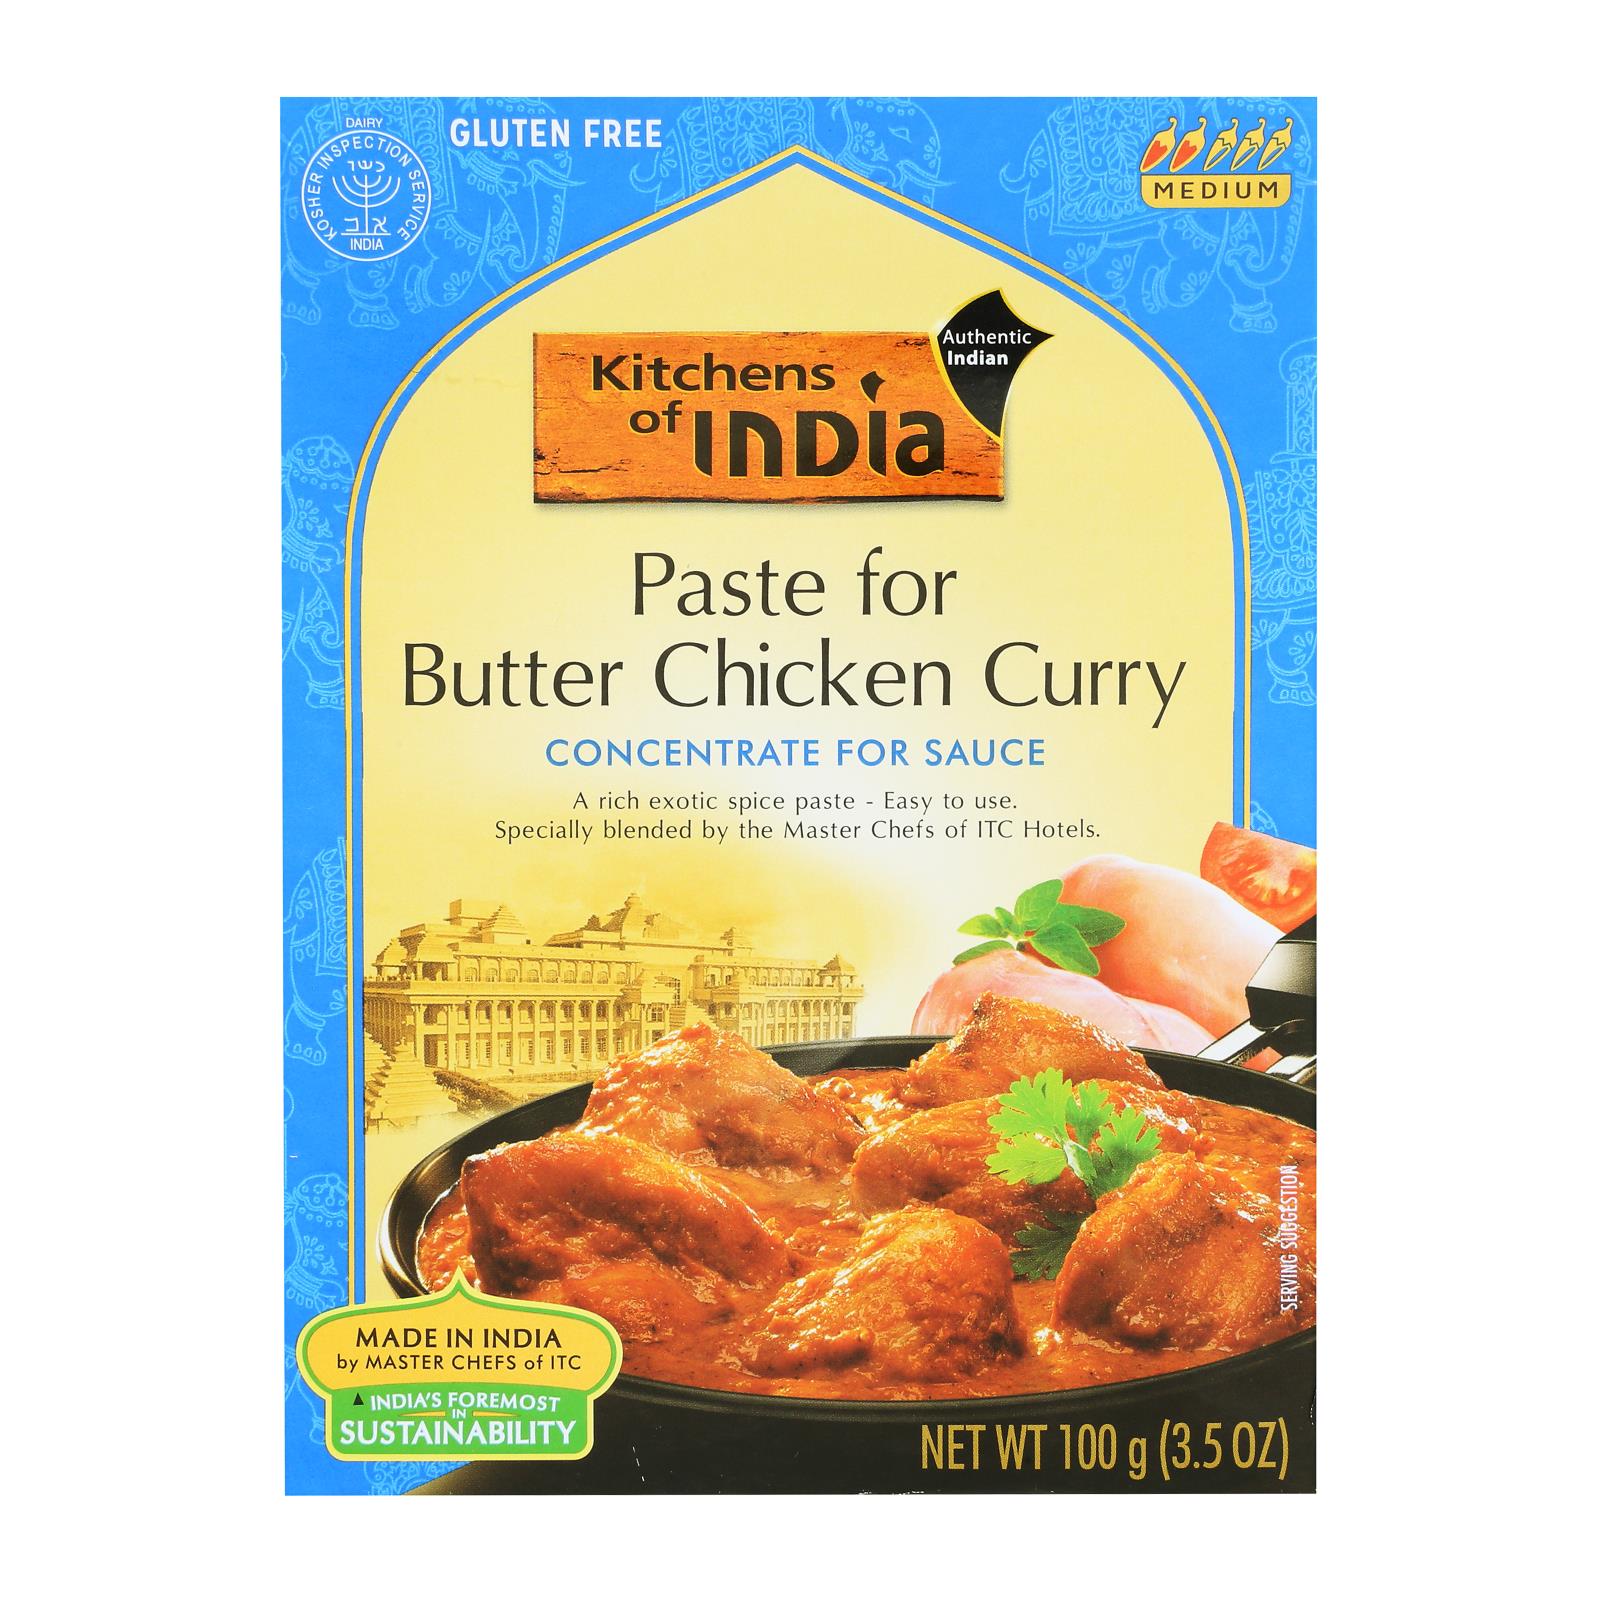 DAIRY
KOSHER INSPECTION SERVICE
כשר
אוב
INDIA
GLUTEN FREE
MEDIUM
Authentic
Indian
Kitchens
of INDIA
Paste for
Butter Chicken Curry
CONCENTRATE FOR SAUCE
A rich exotic spice paste - Easy to use.
Specially blended by the Master Chefs of ITC Hotels.
SERVING SUGGESTION
MADE IN INDIA
by MASTER CHEFS of ITC
INDIA'S FOREMOST
IN
SUSTAINABILITY
NET WT 100 g (3.5 OZ)